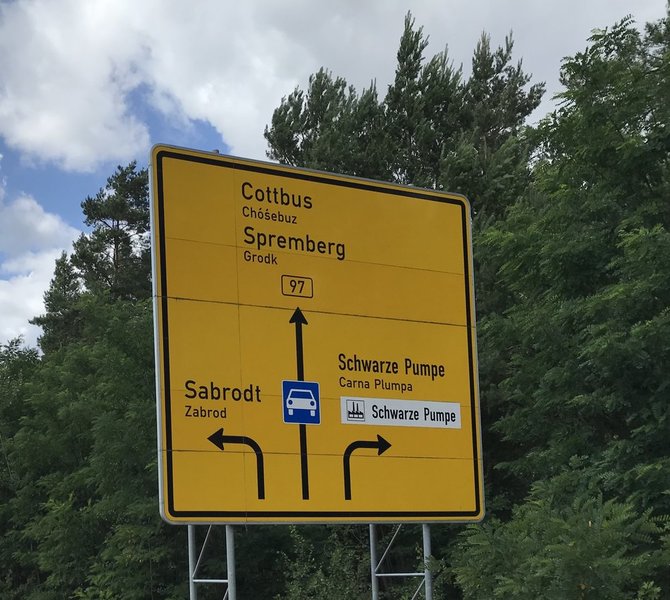 Cottbus
Chóśebuz
Spremberg
Grodk
97
Schwarze Pumpe
Carna Plumpa
Sabrodt
Zabrod
Schwarze Pumpe